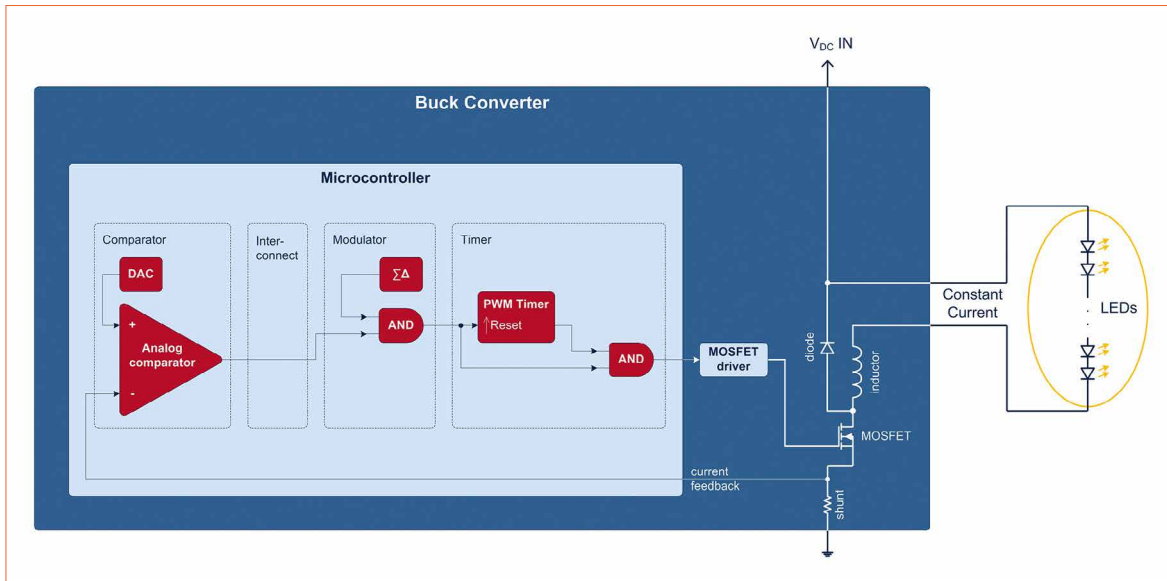 V_DC IN
Buck Converter
Microcontroller
Comparator
Inter-
connect
Modulator
Timer
DAC
∑Δ
PWM Timer
↑Reset
+
Analog
comparator
-
AND
AND
MOSFET
driver
diode
inductor
MOSFET
current
feedback
shunt
Constant
Current
LEDs